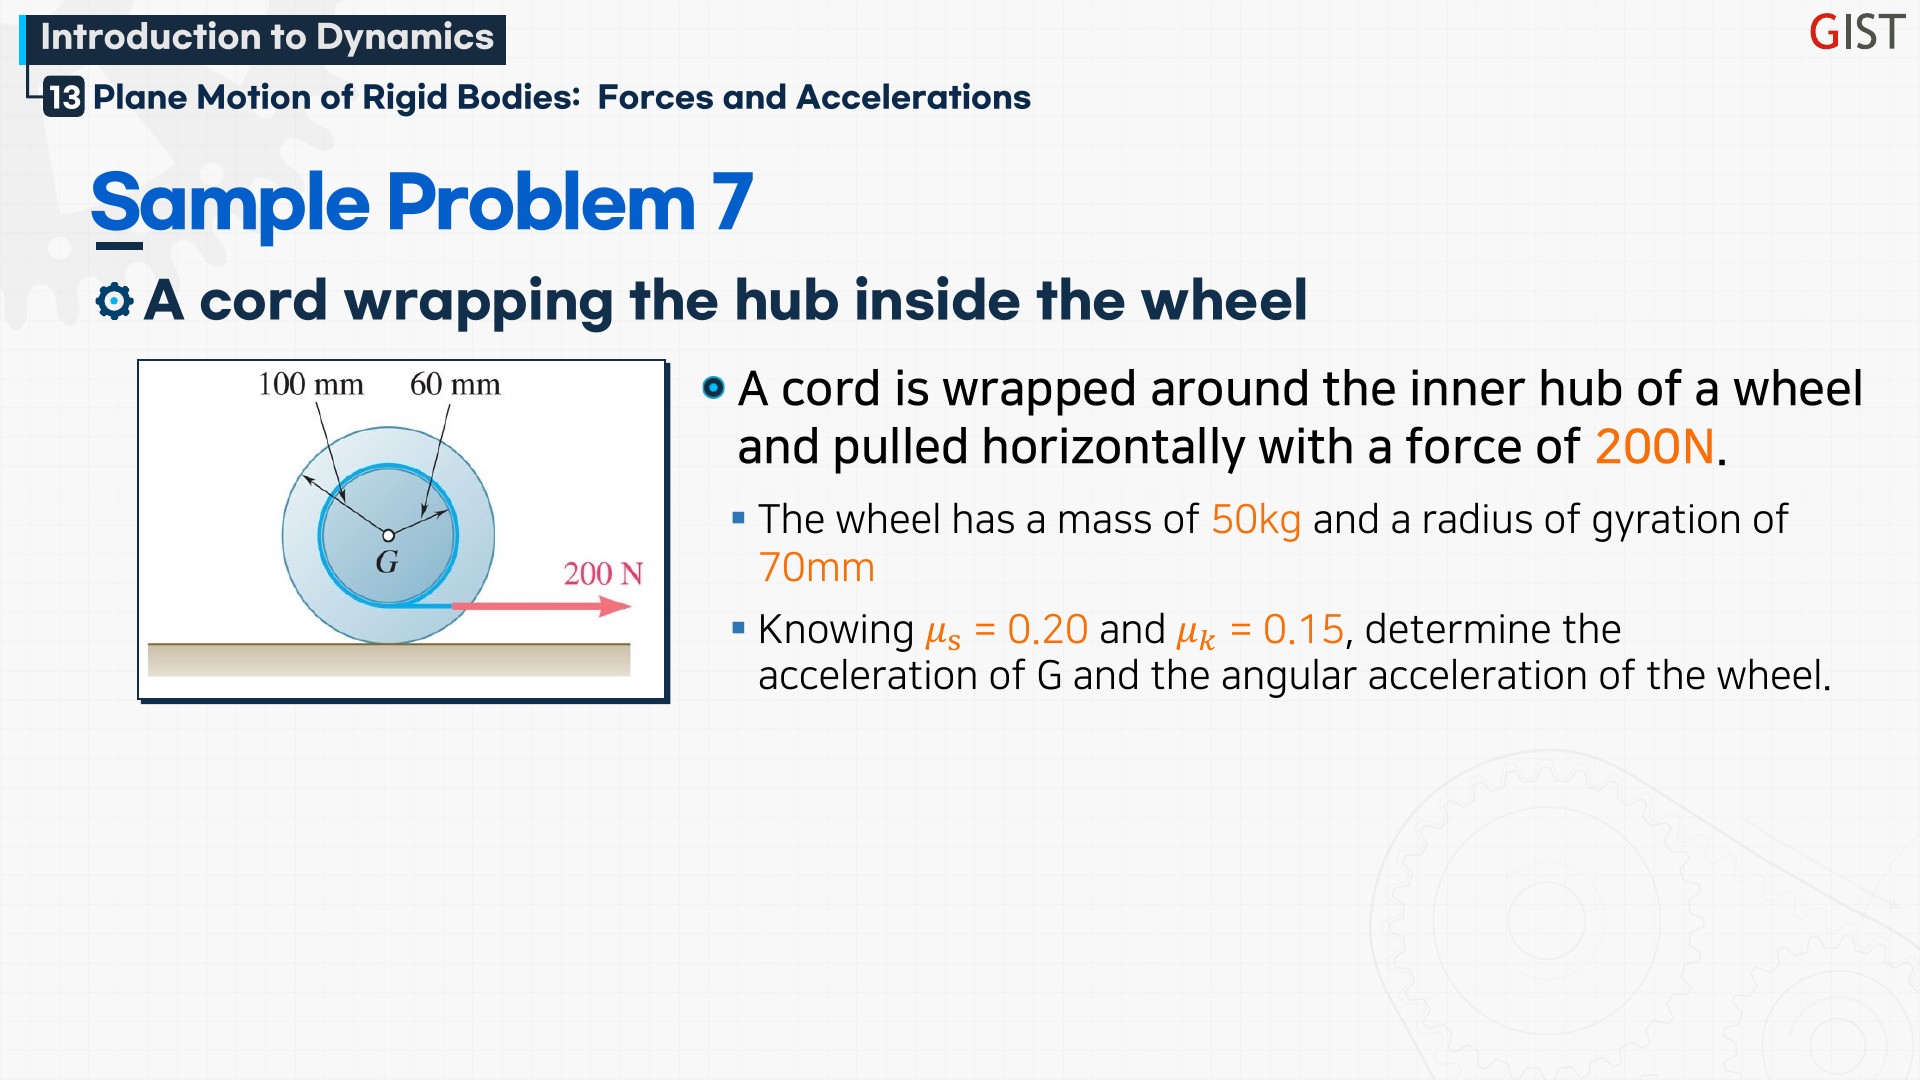 Introduction to Dynamics
GIST
13 Plane Motion of Rigid Bodies: Forces and Accelerations
Sample Problem 7
A cord wrapping the hub inside the wheel
100 mm 60 mm
G
200 N
A cord is wrapped around the inner hub of a wheel
and pulled horizontally with a force of 200N.
The wheel has a mass of 50kg and a radius of gyration of
70mm
Knowing μs = 0.20 and μk = 0.15, determine the
acceleration of G and the angular acceleration of the wheel.